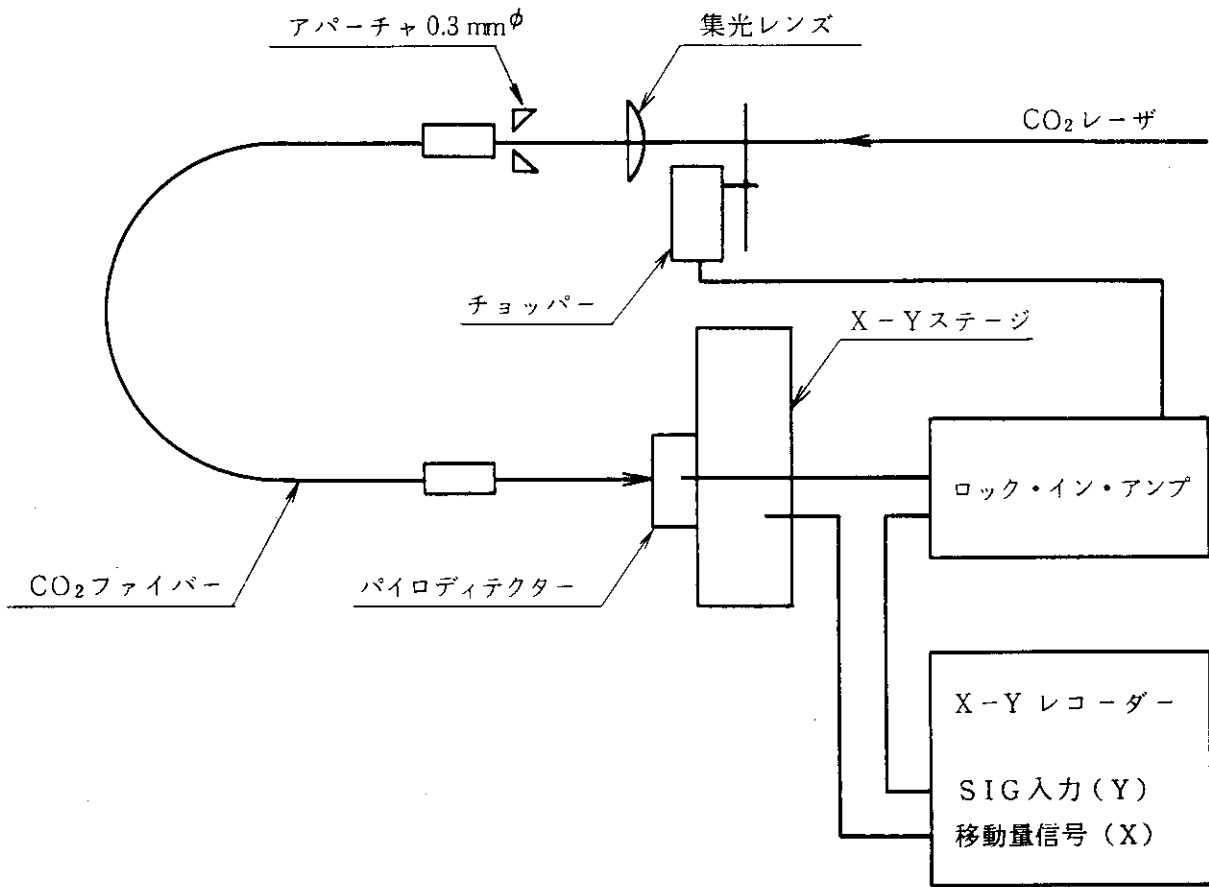 アパーチャ0.3mmφ
集光レンズ
CO₂レーザ
チョッパー
X-Yステージ
ロック・イン・アンプ
CO₂ファイバー
パイロディテクター
X-Yレコーダー
SIG入力(Y)
移動量信号(X)